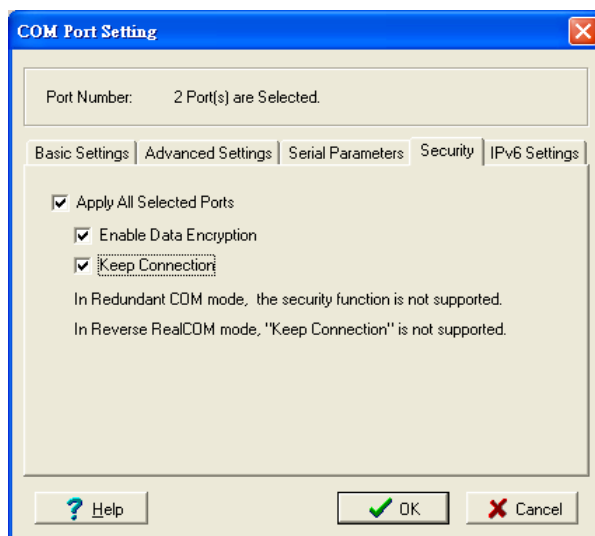 COM Port Setting
Port Number: 2 Port(s) are Selected.
Basic Settings Advanced Settings Serial Parameters Security IPv6 Settings
Apply All Selected Ports
Enable Data Encryption
Keep Connection
In Redundant COM mode, the security function is not supported.
In Reverse RealCOM mode, "Keep Connection" is not supported.
? Help OK Cancel